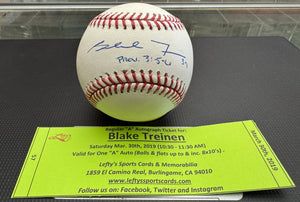 Blake T
Prov. 3:5-6
Regular "A" Autograph Ticket for:
Blake Treinen
Saturday Mar. 30th, 2019 (10:30 - 11:30 AM)
Valid for One "A" Auto (Balls & flats up to & inc. 8x10's) -
Lefty's Sports Cards & Memorabilia
1859 El Camino Real, Burlingame, CA 94010
leftyssportscards.com
Follow us on: Facebook, Twitter and Instagram
March 30th, 2019